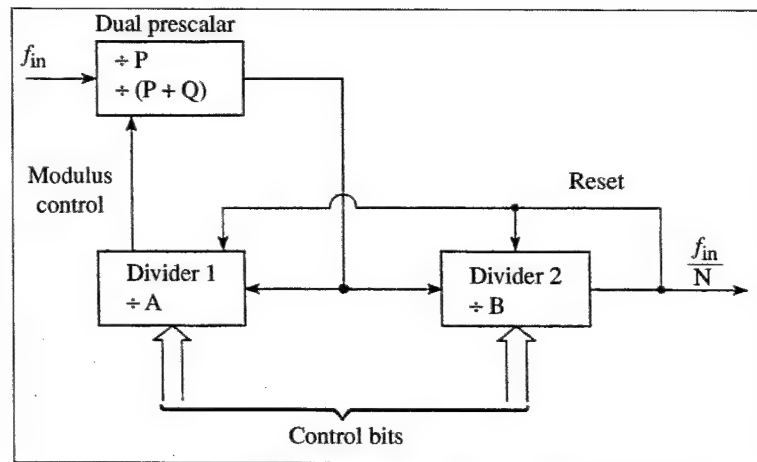 Dual prescalar
f_in
÷ P
÷ (P + Q)
Modulus
control
Reset
Divider 1
÷ A
Divider 2
÷ B
f_in
N
Control bits